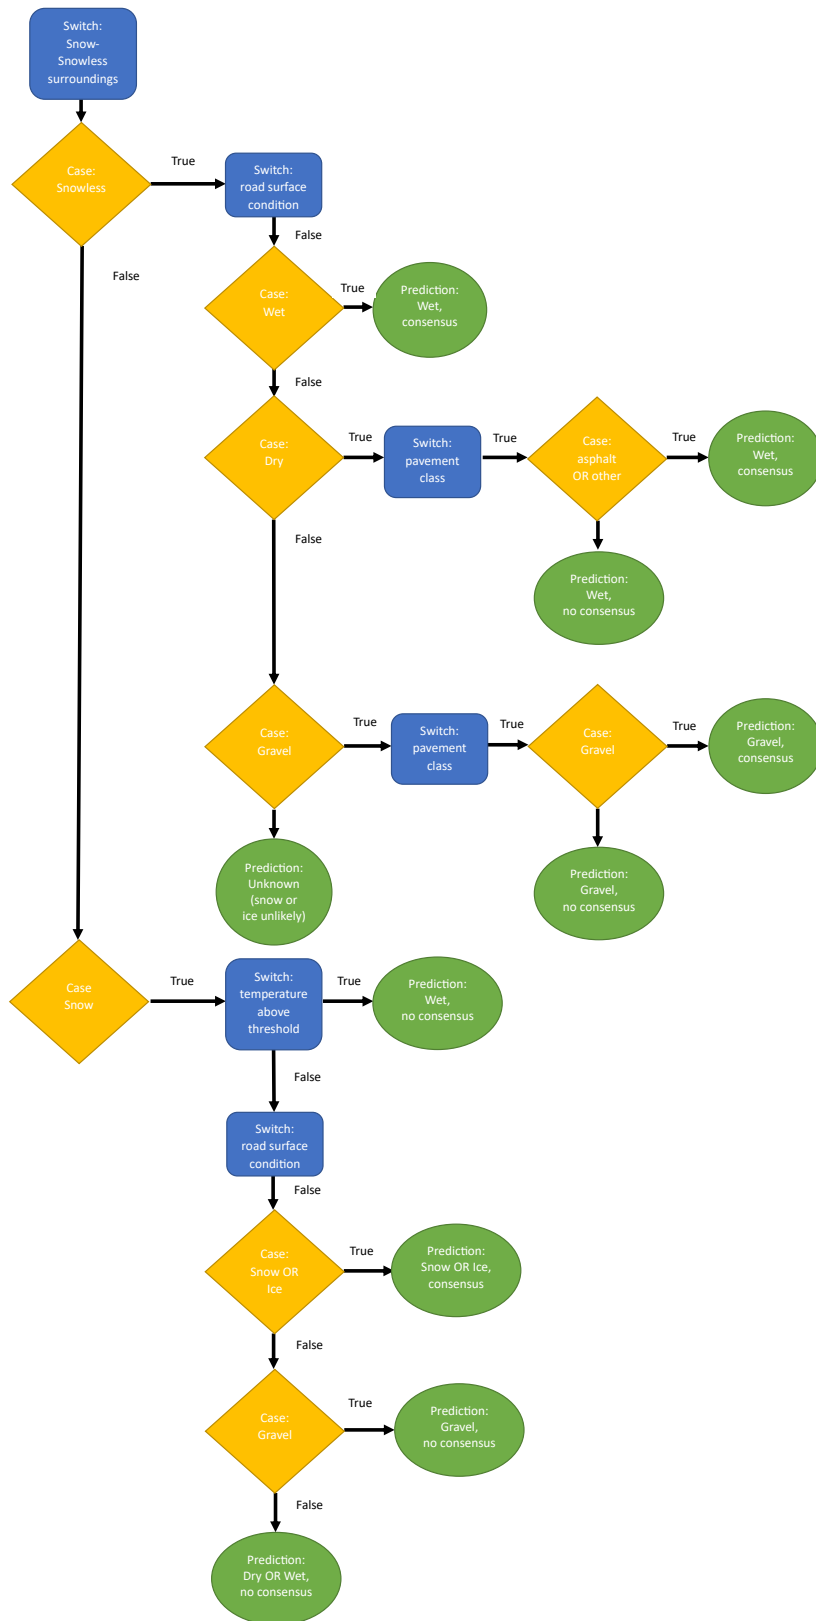 Switch:
Snow-
Snowless
surroundings
Case:
Snowless
True
Switch:
road surface
condition
False
False
Case:
Wet
True
Prediction:
Wet,
consensus
False
Case:
Dry
True
Switch:
pavement
class
True
Case:
asphalt
OR other
True
Prediction:
Wet,
consensus
False
Prediction:
Wet,
no consensus
Case:
Gravel
True
Switch:
pavement
class
True
Case:
Gravel
True
Prediction:
Gravel,
consensus
Prediction:
Unknown
(snow or
ice unlikely)
Prediction:
Gravel,
no consensus
Case
Snow
True
Switch:
temperature
above
threshold
True
Prediction:
Wet,
no consensus
False
Switch:
road surface
condition
False
Case:
Snow OR
Ice
True
Prediction:
Snow OR Ice,
consensus
False
Case:
Gravel
True
Prediction:
Gravel,
no consensus
False
Prediction:
Dry OR Wet,
no consensus